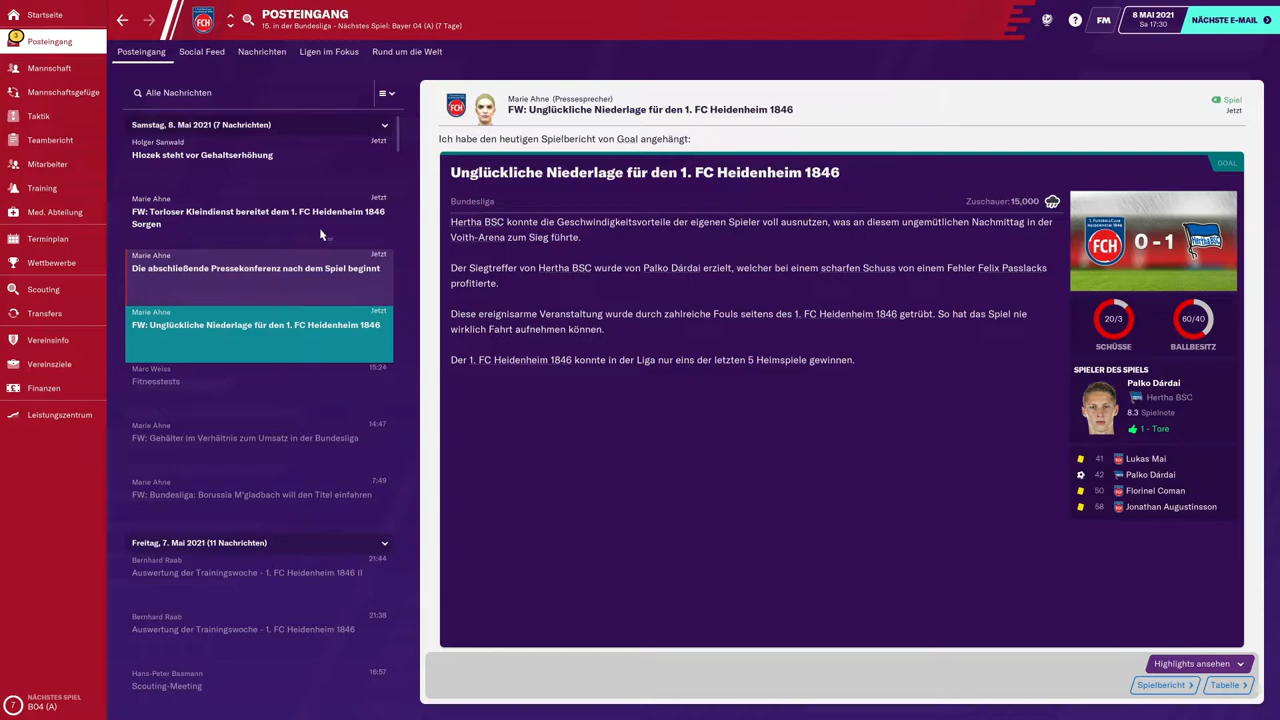 Startseite
3
Posteingang
Mannschaft
Mannschaftsgefüge
Taktik
Teambericht
Mitarbeiter
Training
Med. Abteilung
Terminplan
Wettbewerbe
Scouting
Transfers
Vereinsinfo
Vereinsziele
Finanzen
Leistungszentrum
7
NÄCHSTES SPIEL
B04 (A)
POSTEINGANG
15. in der Bundesliga - Nächstes Spiel: Bayer 04 (A) (7 Tage)
?
FM
8 MAI 2021
Sa 17:30
NÄCHSTE E-MAIL
Posteingang Social Feed Nachrichten Ligen im Fokus Rund um die Welt
Alle Nachrichten
Samstag, 8. Mai 2021 (7 Nachrichten)
Holger Sanwald Jetzt
Hlozek steht vor Gehaltserhöhung
Marie Ahne Jetzt
FW: Torloser Kleindienst bereitet dem 1. FC Heidenheim 1846
Sorgen
Marie Ahne Jetzt
Die abschließende Pressekonferenz nach dem Spiel beginnt
Marie Ahne Jetzt
FW: Unglückliche Niederlage für den 1. FC Heidenheim 1846
Marc Weiss 15:24
Fitnesstests
Marie Ahne 14:47
FW: Gehälter im Verhältnis zum Umsatz in der Bundesliga
Marie Ahne 7:49
FW: Bundesliga: Borussia M'gladbach will den Titel einfahren
Freitag, 7. Mai 2021 (11 Nachrichten)
Bernhard Raab 21:44
Auswertung der Trainingswoche - 1. FC Heidenheim 1846 II
Bernhard Raab 21:38
Auswertung der Trainingswoche - 1. FC Heidenheim 1846
Hans-Peter Basmann 16:57
Scouting-Meeting
Marie Ahne (Pressesprecher)
FW: Unglückliche Niederlage für den 1. FC Heidenheim 1846
Spiel
Jetzt
Ich habe den heutigen Spielbericht von Goal angehängt:
GOAL
Unglückliche Niederlage für den 1. FC Heidenheim 1846
Bundesliga Zuschauer: 15,000
Hertha BSC konnte die Geschwindigkeitsvorteile der eigenen Spieler voll ausnutzen, was an diesem ungemütlichen Nachmittag in der
Voith-Arena zum Sieg führte.
Der Siegtreffer von Hertha BSC wurde von Palko Dárdai erzielt, welcher bei einem scharfen Schuss von einem Fehler Felix Passlacks
profitierte.
Diese ereignisarme Veranstaltung wurde durch zahlreiche Fouls seitens des 1. FC Heidenheim 1846 getrübt. So hat das Spiel nie
wirklich Fahrt aufnehmen können.
Der 1. FC Heidenheim 1846 konnte in der Liga nur eins der letzten 5 Heimspiele gewinnen.
FCH 0 - 1
20/3 60/40
SCHÜSSE BALLBESITZ
SPIELER DES SPIELS
Palko Dárdai
Hertha BSC
8.3 Spielnote
1 - Tore
41 Lukas Mai
42 Palko Dárdai
50 Florinel Coman
58 Jonathan Augustinsson
Highlights ansehen
Spielbericht Tabelle